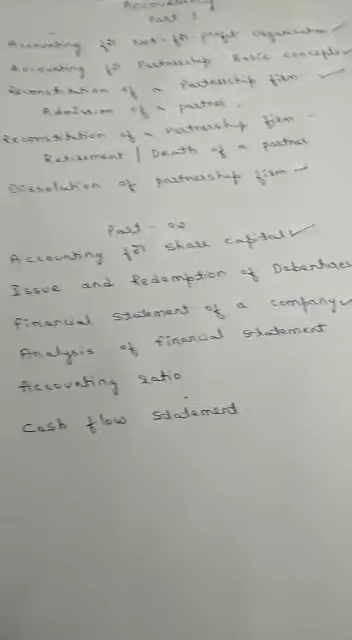 Accountancy
Part 1
Accounting for not-for profit organisation ✓
Accounting for Partnership Basic concepts ✓
Reconstitution of a Partnership firm ✓
Admission of a partner.
Reconstitution of a Partnership firm -
Retirement / Death of a partner
Dissolution of partnership firm -
Part - 02
Accounting for share capital ✓
Issue and Redemption of Debentures
Financial statement of a company ✓
Analysis of financial statement
Accounting ratio
Cash flow statement